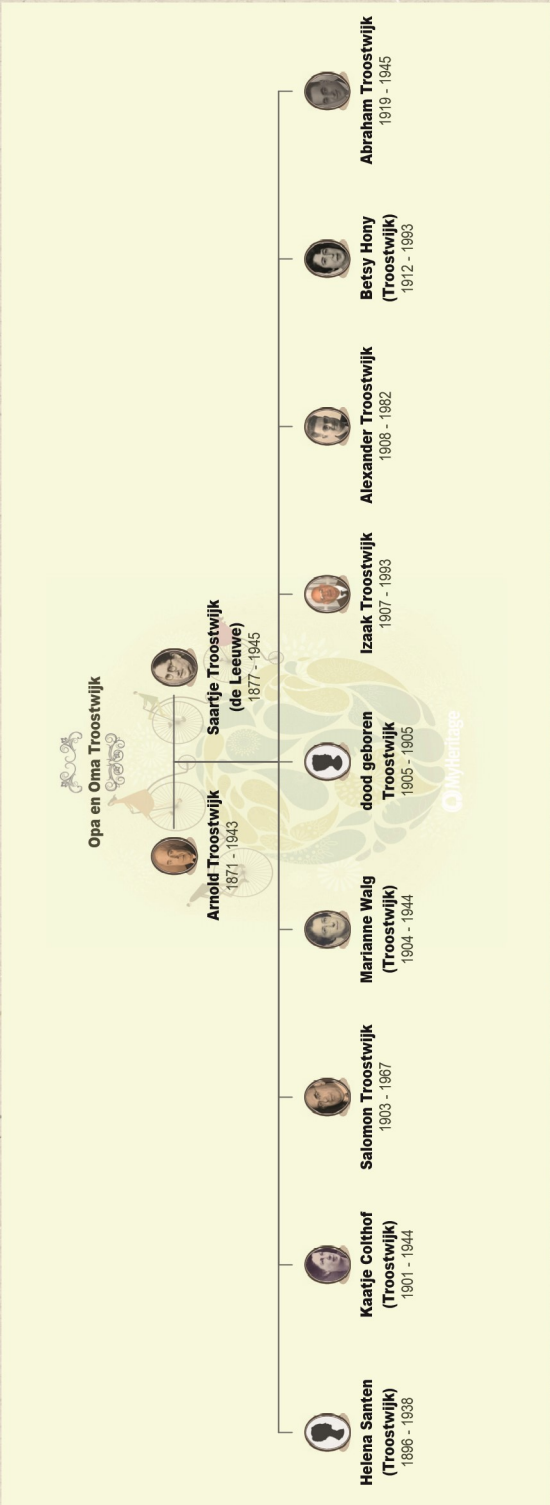 Opa en Oma Troostwijk
Arnold Troostwijk
1871 - 1943
Saartje Troostwijk
(de Leeuwe)
1877 - 1945
Helena Santen
(Troostwijk)
1896 - 1938
Kaatje Colthof
(Troostwijk)
1901 - 1944
Salomon Troostwijk
1903 - 1967
Marianne Walg
(Troostwijk)
1904 - 1944
dood geboren
Troostwijk
1905 - 1905
Izaak Troostwijk
1907 - 1993
Alexander Troostwijk
1908 - 1982
Betsy Hony
(Troostwijk)
1912 - 1993
Abraham Troostwijk
1919 - 1945
MyHeritage